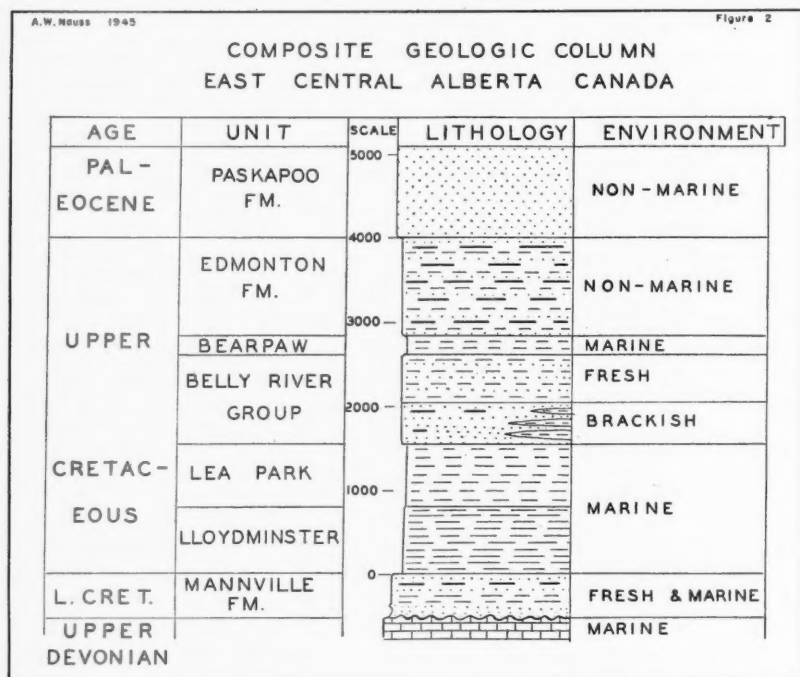 A.W. Nauss 1945
Figure 2
COMPOSITE GEOLOGIC COLUMN
EAST CENTRAL ALBERTA CANADA
AGE
UNIT
SCALE
LITHOLOGY
ENVIRONMENT
PAL-
EOCENE
PASKAPOO
FM.
5000
NON-MARINE
4000
UPPER
CRETAC-
EOUS
EDMONTON
FM.
NON-MARINE
3000
BEARPAW
MARINE
BELLY RIVER
GROUP
FRESH
2000
BRACKISH
LEA PARK
1000
MARINE
LLOYDMINSTER
0
L. CRET.
MANNVILLE
FM.
FRESH & MARINE
UPPER
DEVONIAN
MARINE